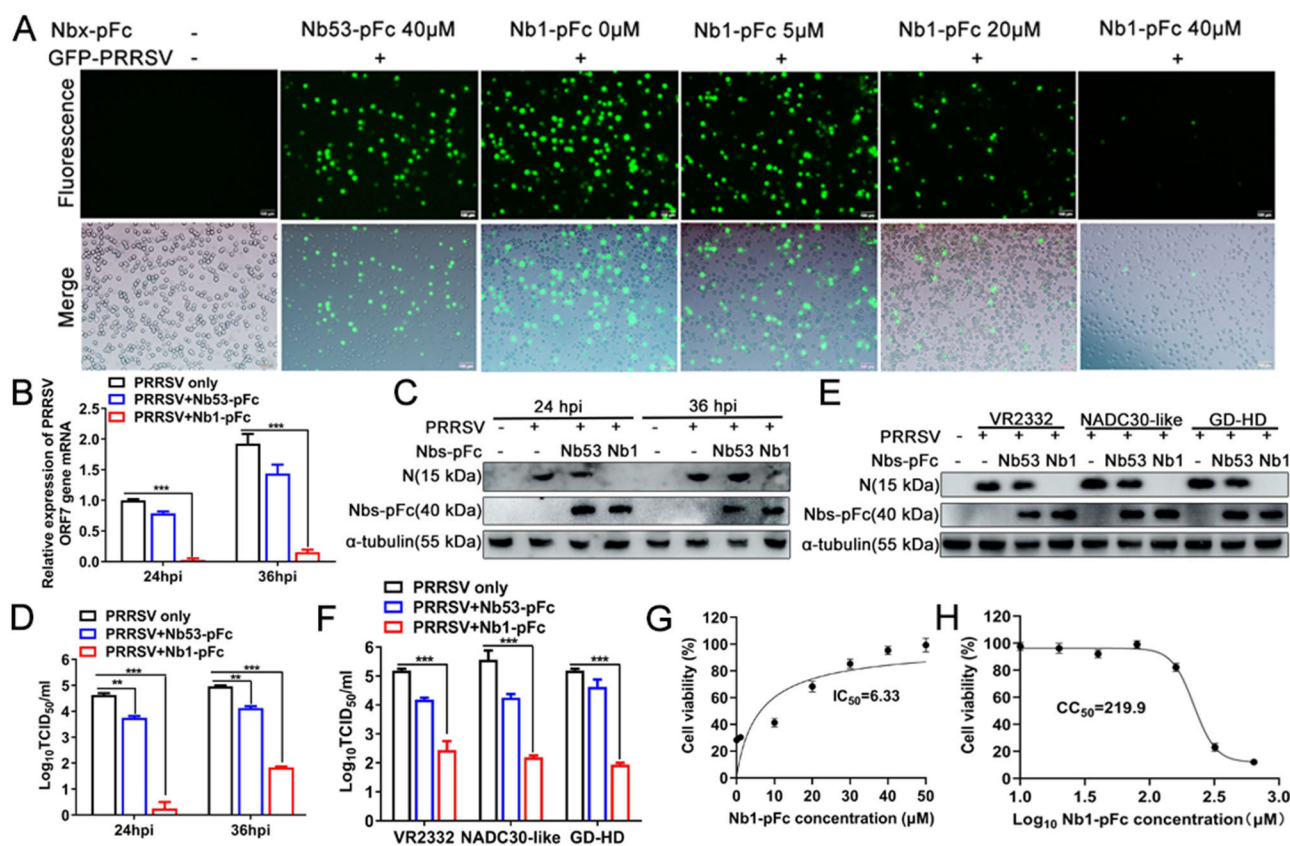 A
Nbx-pFc - Nb53-pFc 40μM Nb1-pFc 0μM Nb1-pFc 5μM Nb1-pFc 20μM Nb1-pFc 40μM
GFP-PRRSV - + + + + +
Fluorescence
Merge
B
PRRSV only
PRRSV+Nb53-pFc
PRRSV+Nb1-pFc
Relative expression of PRRSV
ORF7 gene mRNA
2.5
2.0
1.5
1.0
0.5
0.0
***
***
24hpi 36hpi
C
24 hpi 36 hpi
PRRSV - + + + - + + +
Nbs-pFc - - Nb53 Nb1 - - Nb53 Nb1
N(15 kDa)
Nbs-pFc(40 kDa)
α-tubulin(55 kDa)
E
VR2332 NADC30-like GD-HD
PRRSV - + + + + + + + + +
Nbs-pFc - - Nb53 Nb1 - Nb53 Nb1 - Nb53 Nb1
N(15 kDa)
Nbs-pFc(40 kDa)
α-tubulin(55 kDa)
D
PRRSV only
PRRSV+Nb53-pFc
PRRSV+Nb1-pFc
Log10TCID50/ml
6
5
4
3
2
1
0
***
**
***
**
24hpi 36hpi
F
PRRSV only
PRRSV+Nb53-pFc
PRRSV+Nb1-pFc
Log10TCID50/ml
7
6
5
4
3
2
1
0
***
***
***
VR2332 NADC30-like GD-HD
G
Cell viability (%)
120
100
80
60
40
20
0
IC50=6.33
0 10 20 30 40 50
Nb1-pFc concentration (μM)
H
Cell viability (%)
120
100
80
60
40
20
0
CC50=219.9
1.0 1.5 2.0 2.5 3.0
Log10 Nb1-pFc concentration (μM)